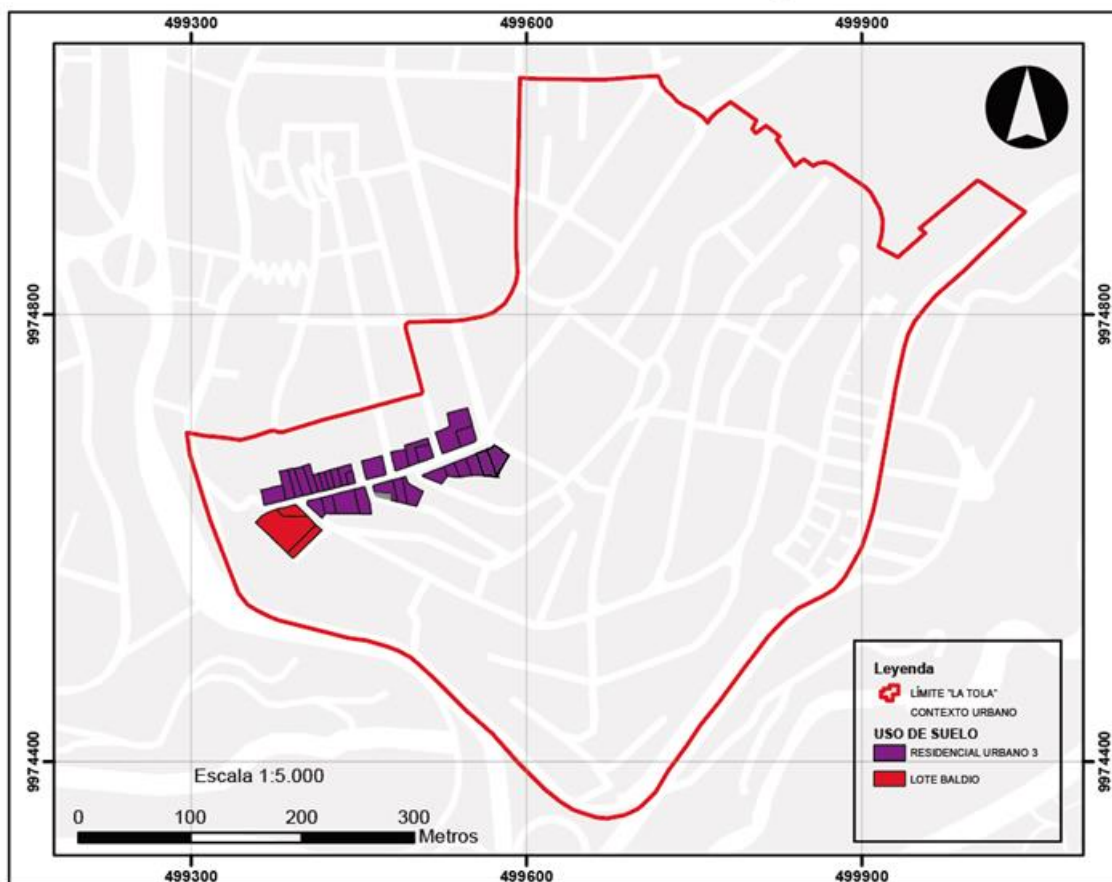 499300 499600 499900
9974800 9974800
Leyenda
LÍMITE "LA TOLA"
CONTEXTO URBANO
USO DE SUELO
RESIDENCIAL URBANO 3
LOTE BALDIO
9974400 9974400
Escala 1:5.000
0 100 200 300
Metros
499300 499600 499900